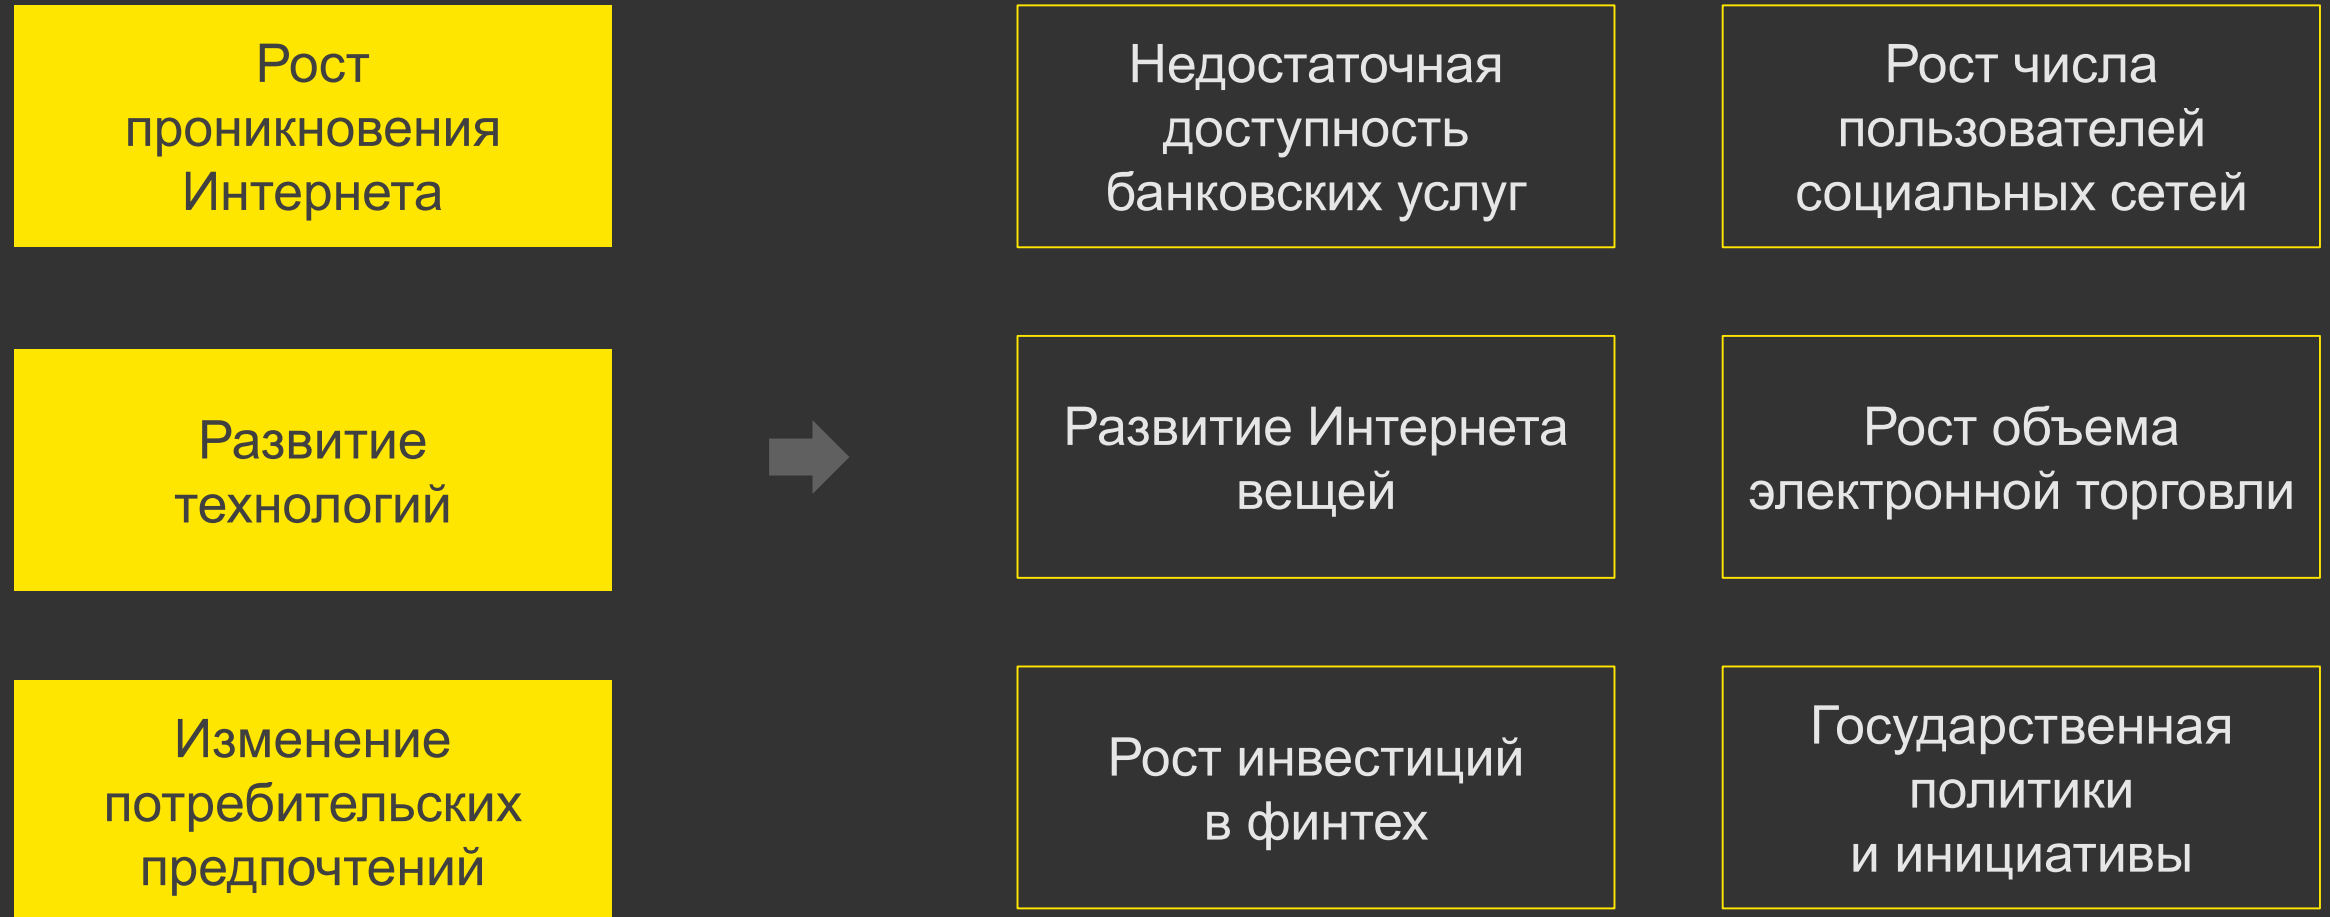 Рост
проникновения
Интернета
Недостаточная
доступность
банковских услуг
Рост числа
пользователей
социальных сетей
Развитие
технологий
Развитие Интернета
вещей
Рост объема
электронной торговли
Изменение
потребительских
предпочтений
Рост инвестиций
в финтех
Государственная
политики
и инициативы